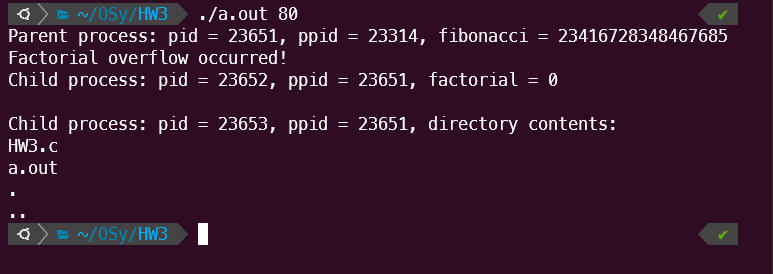 ~/OSy/HW3 ./a.out 80 ✔
Parent process: pid = 23651, ppid = 23314, fibonacci = 23416728348467685
Factorial overflow occurred!
Child process: pid = 23652, ppid = 23651, factorial = 0
Child process: pid = 23653, ppid = 23651, directory contents:
HW3.c
a.out
.
..
~/OSy/HW3 ✔